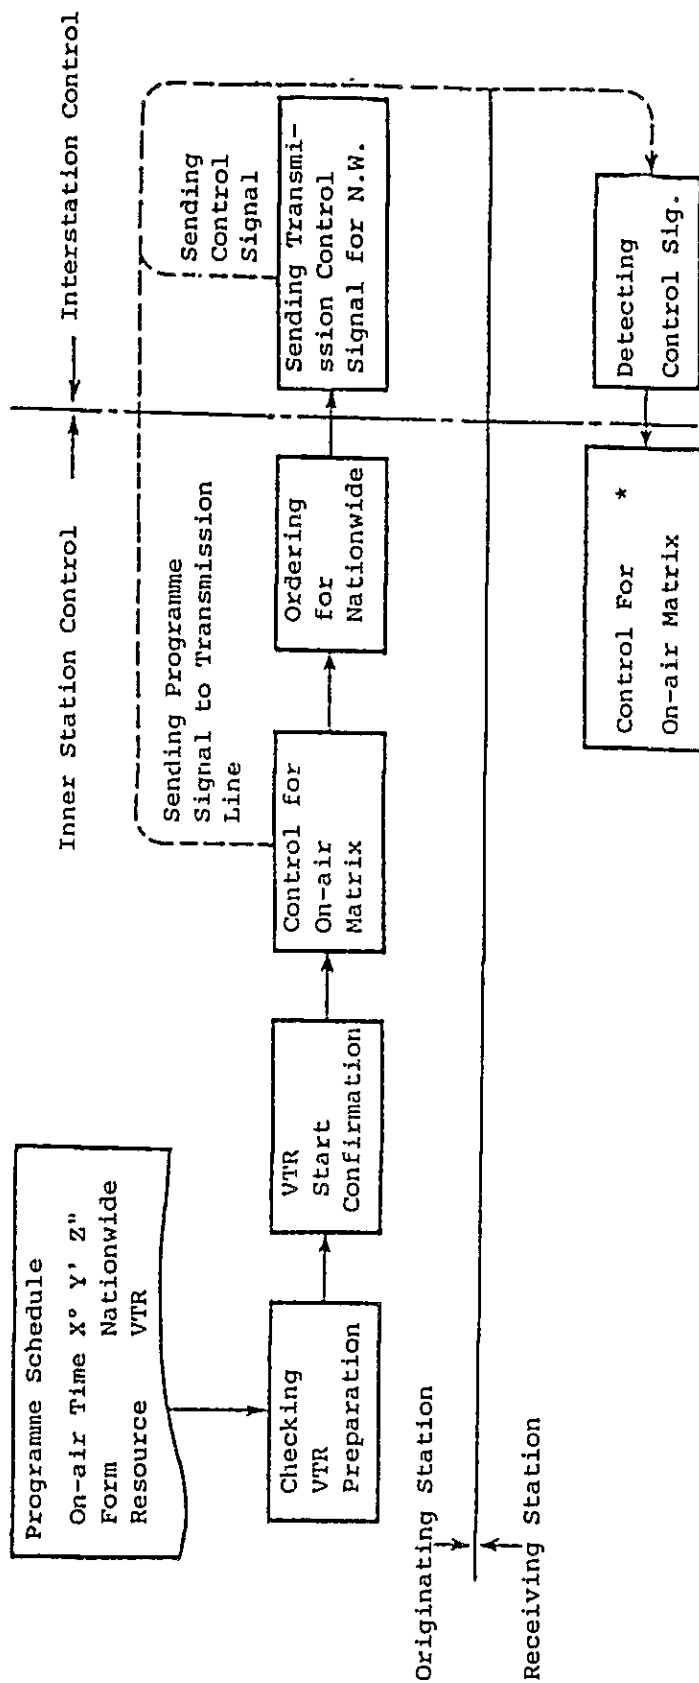 Inner Station Control
Interstation Control
Programme Schedule
On-air Time X° Y' Z"
Form Nationwide
Resource VTR
Sending Programme
Signal to Transmission
Line
Sending
Control
Signal
Checking
VTR
Preparation
VTR
Start
Confirmation
Control for
On-air
Matrix
Ordering
for
Nationwide
Sending Transmi-
ssion Control
Signal for N.W.
Originating Station
Receiving Station
Control For *
On-air Matrix
Detecting
Control Sig.